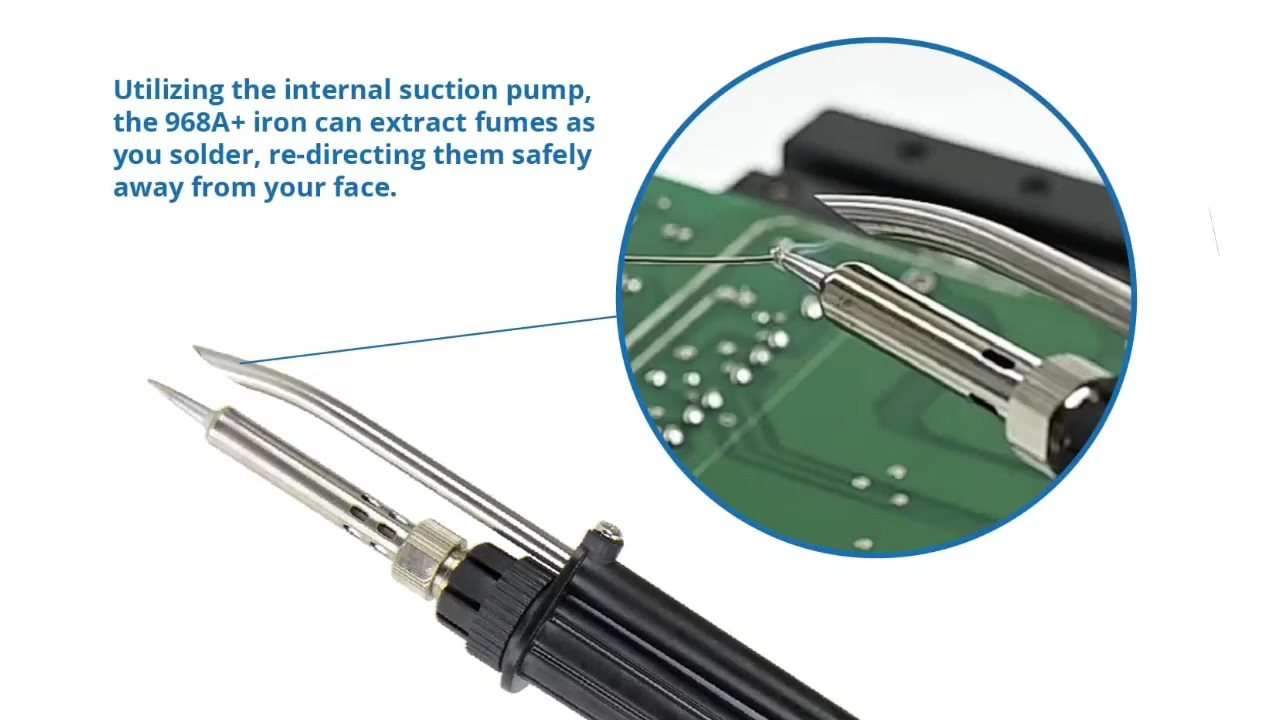 Utilizing the internal suction pump,
the 968A+ iron can extract fumes as
you solder, re-directing them safely
away from your face.